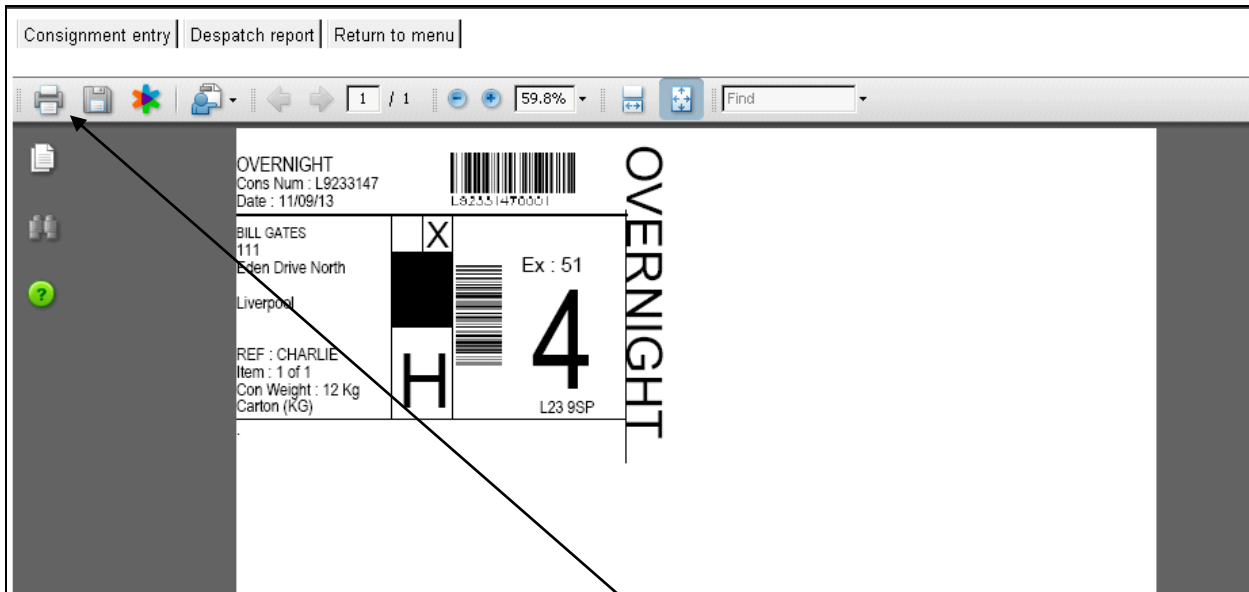 Consignment entry
Despatch report
Return to menu
1 / 1
59.8%
Find
OVERNIGHT
Cons Num : L9233147
Date : 11/09/13
L92331470001
OVERNIGHT
BILL GATES
111
Eden Drive North
Liverpool
REF : CHARLIE
Item : 1 of 1
Con Weight : 12 Kg
Carton (KG)
.
X
H
Ex : 51
4
L23 9SP
?